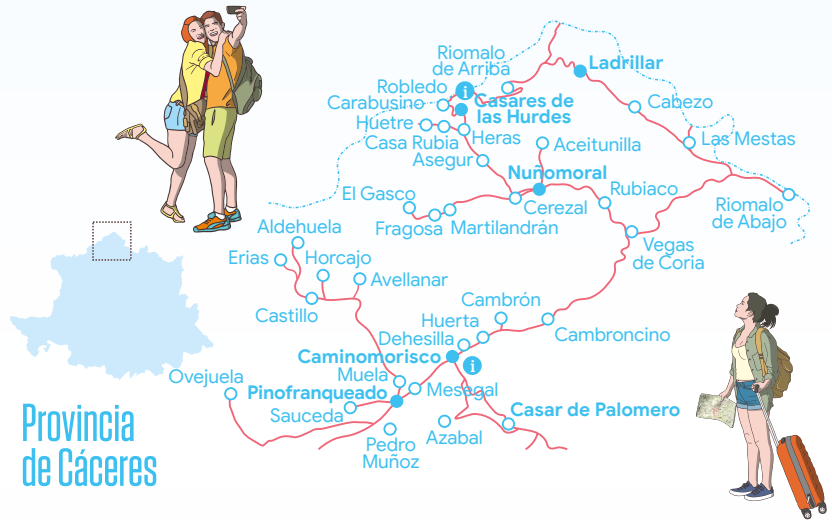 Riomalo
de Arriba
Ladrillar
Robledo
i
Carabusino
Casares de
las Hurdes
Cabezo
Huetre
Heras
Las Mestas
Casa Rubia
Aceitunilla
Asegur
Nuñomoral
El Gasco
Rubiaco
Cerezal
Riomalo
de Abajo
Fragosa
Martilandrán
Aldehuela
Vegas
de Coria
Erias
Horcajo
Avellanar
Castillo
Cambrón
Huerta
Dehesilla
Cambroncino
Caminomorisco
i
Ovejuela
Muela
Pinofranqueado
Mesegal
Sauceda
Casar de Palomero
Pedro
Muñoz
Azabal
Provincia
de Cáceres